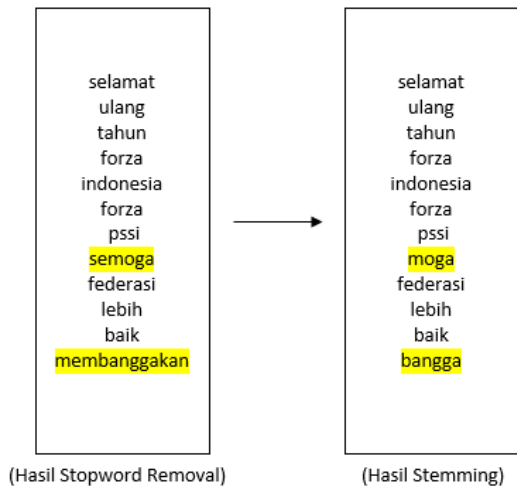 selamat
ulang
tahun
forza
indonesia
forza
pssi
semoga
federasi
lebih
baik
membanggakan
(Hasil Stopword Removal)
selamat
ulang
tahun
forza
indonesia
forza
pssi
moga
federasi
lebih
baik
bangga
(Hasil Stemming)